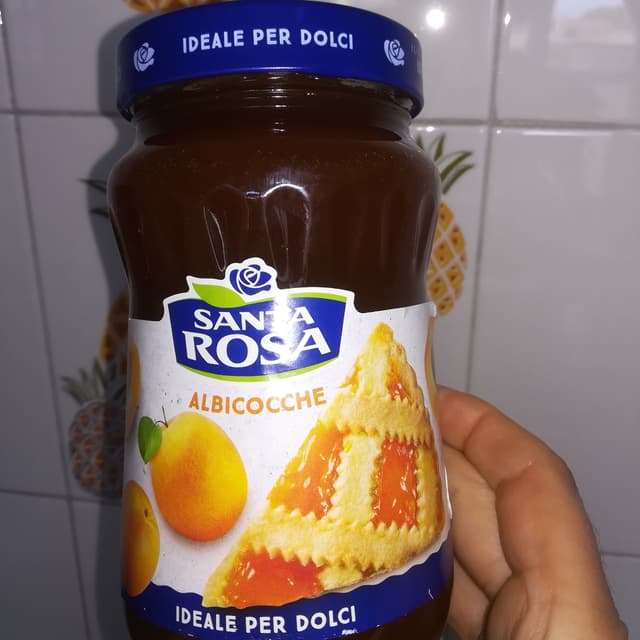 IDEALE PER DOLCI
SANTA
ROSA
ALBICOCCHE
IDEALE PER DOLCI